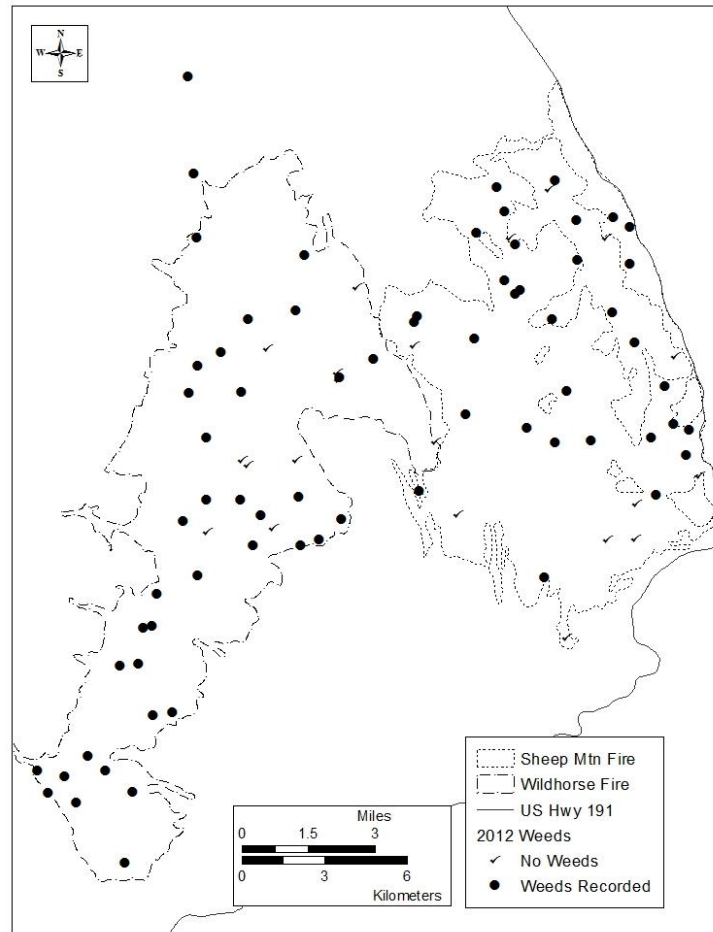 N
W E
S
Miles
0 1.5 3
0 3 6
Kilometers
Sheep Mtn Fire
Wildhorse Fire
US Hwy 191
2012 Weeds
No Weeds
Weeds Recorded